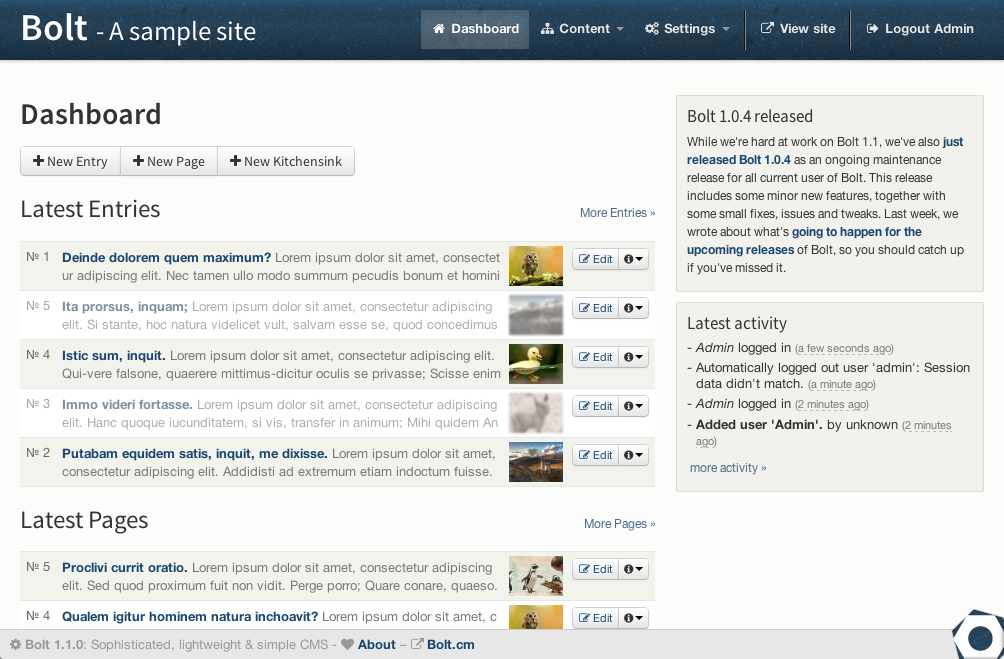 Bolt - A sample site
Dashboard
Content
Settings
View site
Logout Admin
Dashboard
New Entry
New Page
New Kitchensink
Latest Entries
More Entries »
№ 1
Deinde dolorem quem maximum? Lorem ipsum dolor sit amet, consectet
ur adipiscing elit. Nec tamen ullo modo summum pecudis bonum et homini
Edit
№ 5
Ita prorsus, inquam; Lorem ipsum dolor sit amet, consectetur adipiscing
elit. Si stante, hoc natura videlicet vult, salvam esse se, quod concedimus
Edit
№ 4
Istic sum, inquit. Lorem ipsum dolor sit amet, consectetur adipiscing elit.
Qui-vere falsone, quaerere mittimus-dicitur oculis se privasse; Scisse enim
Edit
№ 3
Immo videri fortasse. Lorem ipsum dolor sit amet, consectetur adipiscing
elit. Hanc quoque iucunditatem, si vis, transfer in animum; Mihi quidem An
Edit
№ 2
Putabam equidem satis, inquit, me dixisse. Lorem ipsum dolor sit amet,
consectetur adipiscing elit. Addidisti ad extremum etiam indoctum fuisse.
Edit
Latest Pages
More Pages »
№ 5
Proclivi currit oratio. Lorem ipsum dolor sit amet, consectetur adipiscing
elit. Sed quod proximum fuit non vidit. Perge porro; Quare conare, quaeso.
Edit
№ 4
Qualem igitur hominem natura inchoavit? Lorem ipsum dolor sit amet, c
Edit
Bolt 1.0.4 released
While we're hard at work on Bolt 1.1, we've also just
released Bolt 1.0.4 as an ongoing maintenance
release for all current user of Bolt. This release
includes some minor new features, together with
some small fixes, issues and tweaks. Last week, we
wrote about what's going to happen for the
upcoming releases of Bolt, so you should catch up
if you've missed it.
Latest activity
- Admin logged in (a few seconds ago)
- Automatically logged out user 'admin': Session
data didn't match. (a minute ago)
- Admin logged in (2 minutes ago)
- Added user 'Admin'. by unknown (2 minutes
ago)
more activity »
Bolt 1.1.0: Sophisticated, lightweight & simple CMS - About – Bolt.cm